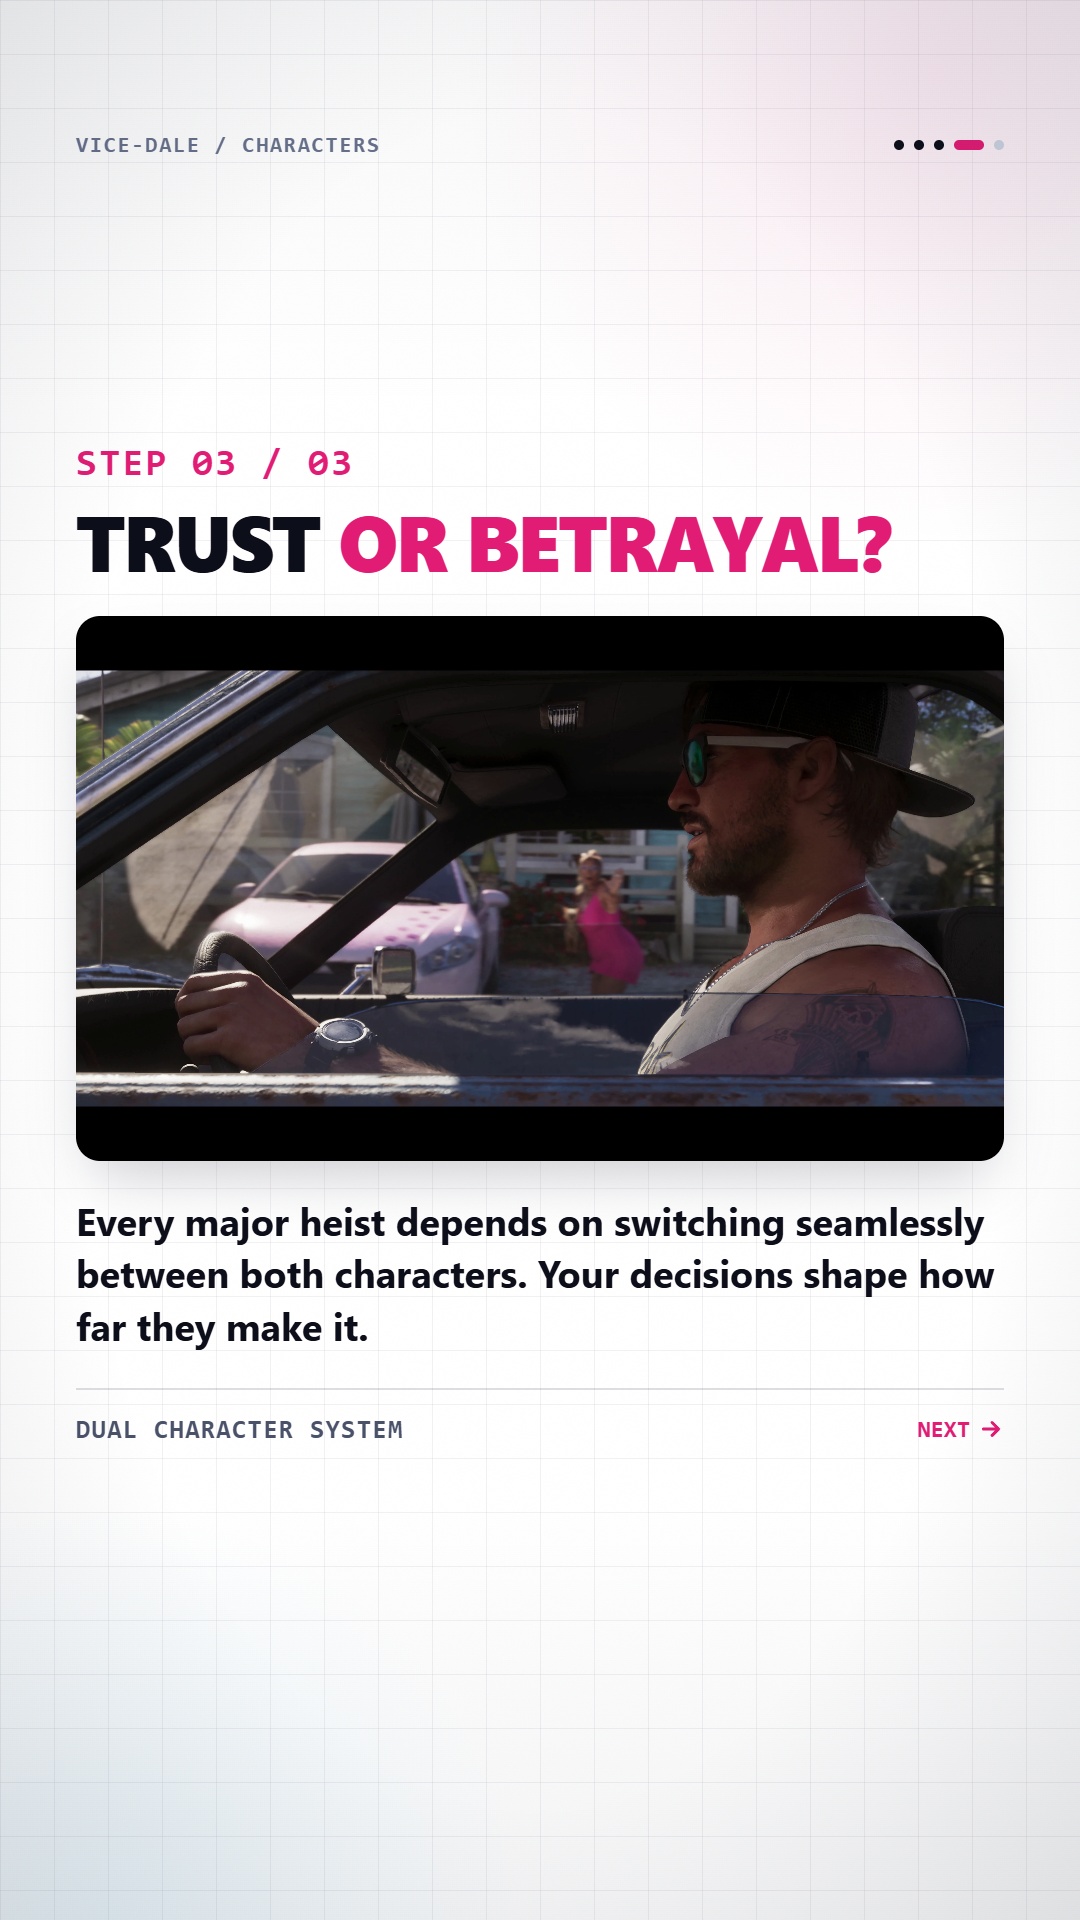 VICE-DALE / CHARACTERS
STEP 03 / 03
TRUST OR BETRAYAL?
Every major heist depends on switching seamlessly
between both characters. Your decisions shape how
far they make it.
DUAL CHARACTER SYSTEM
NEXT →